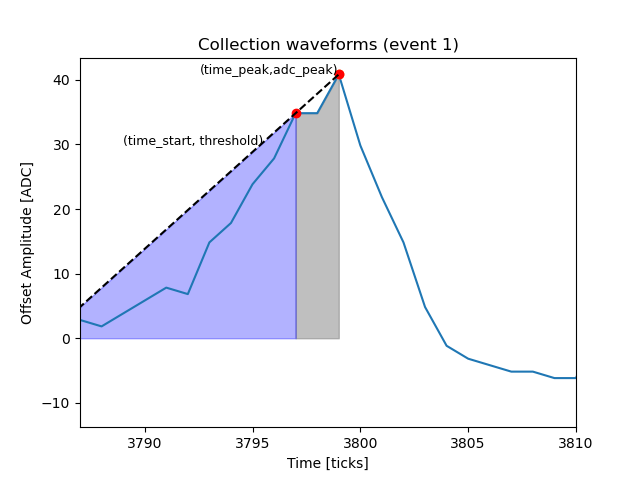 Collection waveforms (event 1)
(time_peak,adc_peak)
(time_start, threshold)
Offset Amplitude [ADC]
40
30
20
10
0
−10
3790
3795
3800
3805
3810
Time [ticks]